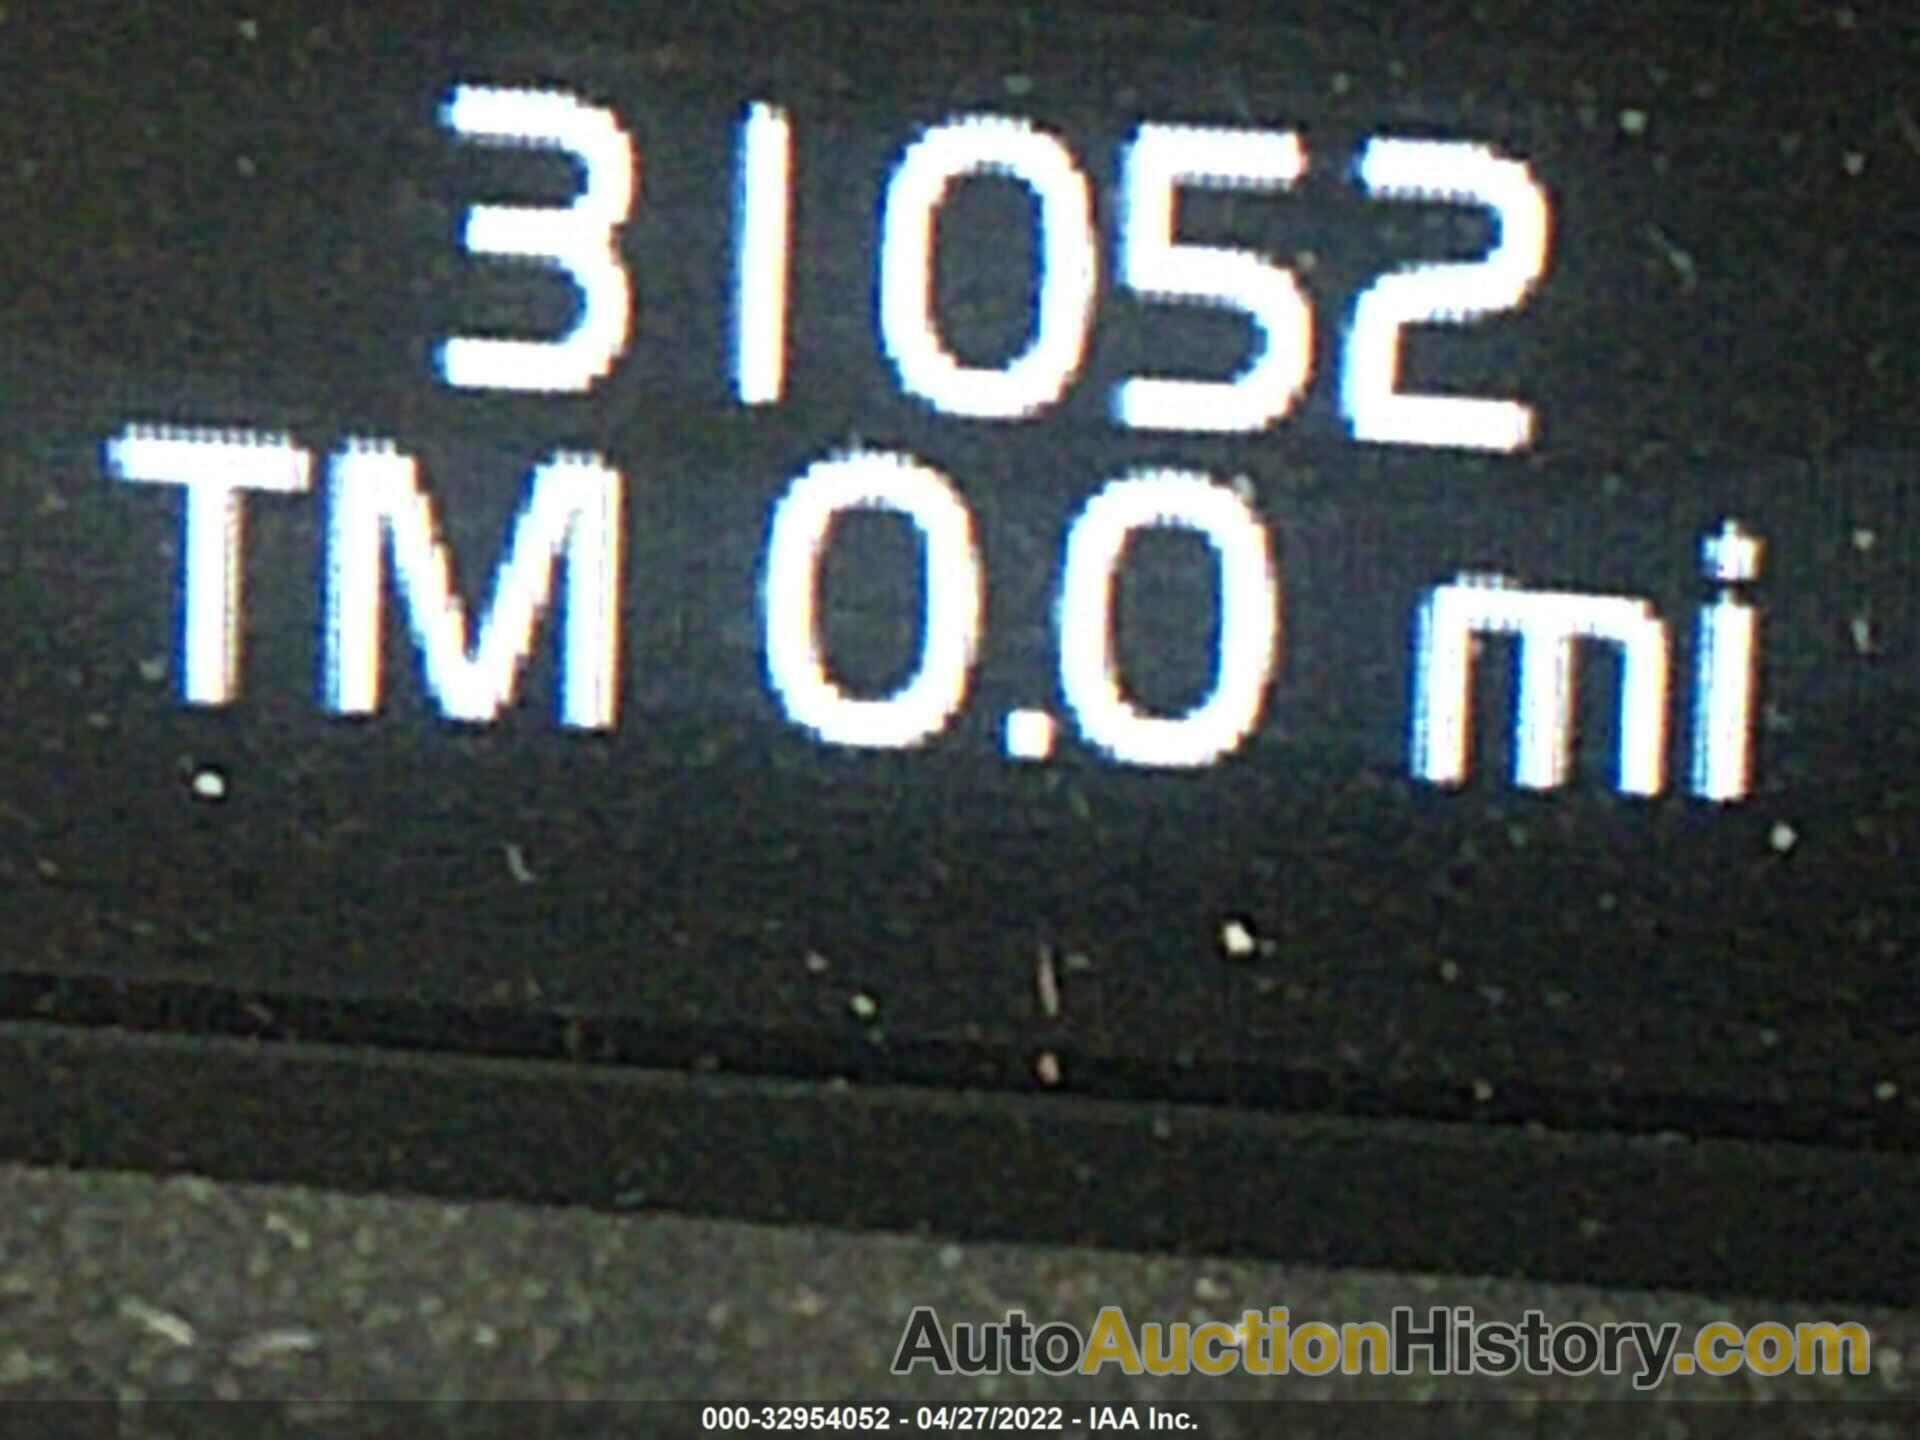 31052
TM 0.0 mi
AutoAuctionHistory.com
000-32954052 - 04/27/2022 - IAA Inc.